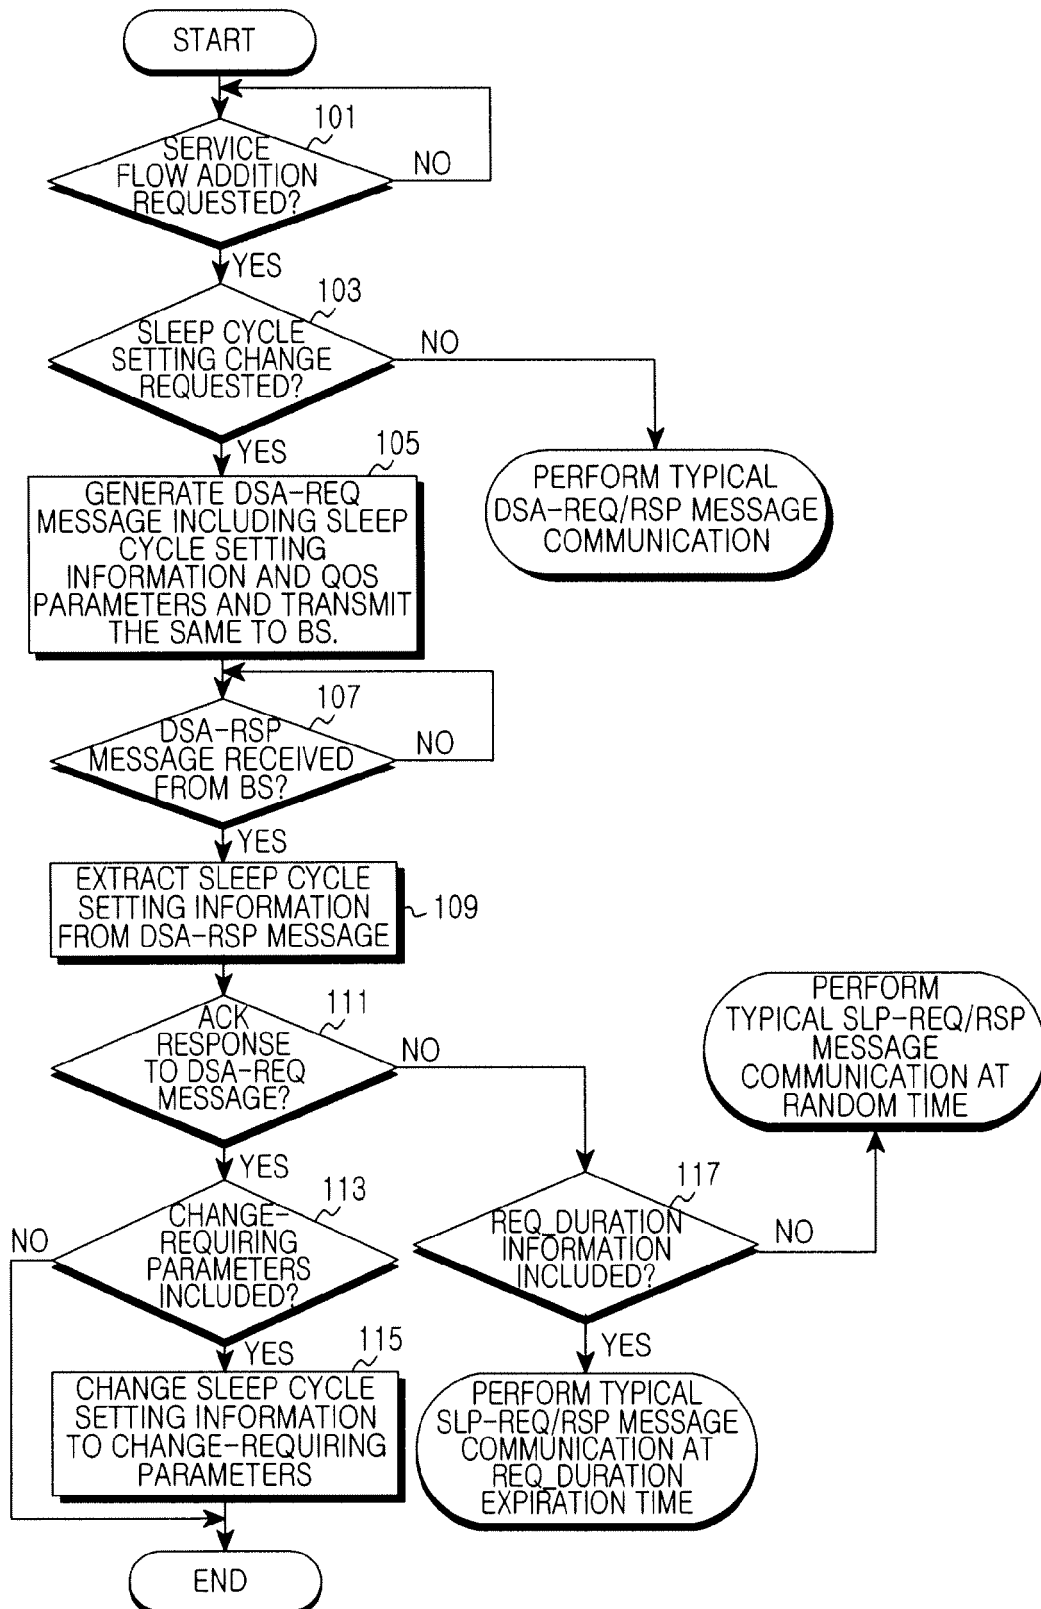 START
101
SERVICE
FLOW ADDITION
REQUESTED?
NO
YES
103
SLEEP CYCLE
SETTING CHANGE
REQUESTED?
NO
YES
105
GENERATE DSA-REQ
MESSAGE INCLUDING SLEEP
CYCLE SETTING
INFORMATION AND QOS
PARAMETERS AND TRANSMIT
THE SAME TO BS.
PERFORM TYPICAL
DSA-REQ/RSP MESSAGE
COMMUNICATION
107
DSA-RSP
MESSAGE RECEIVED
FROM BS?
NO
YES
EXTRACT SLEEP CYCLE
SETTING INFORMATION
FROM DSA-RSP MESSAGE
109
111
ACK
RESPONSE
TO DSA-REQ
MESSAGE?
NO
YES
PERFORM
TYPICAL SLP-REQ/RSP
MESSAGE
COMMUNICATION AT
RANDOM TIME
113
CHANGE-
REQUIRING
PARAMETERS
INCLUDED?
NO
YES
117
REQ_DURATION
INFORMATION
INCLUDED?
NO
YES
115
CHANGE SLEEP CYCLE
SETTING INFORMATION
TO CHANGE-REQUIRING
PARAMETERS
PERFORM TYPICAL
SLP-REQ/RSP MESSAGE
COMMUNICATION AT
REQ_DURATION
EXPIRATION TIME
END